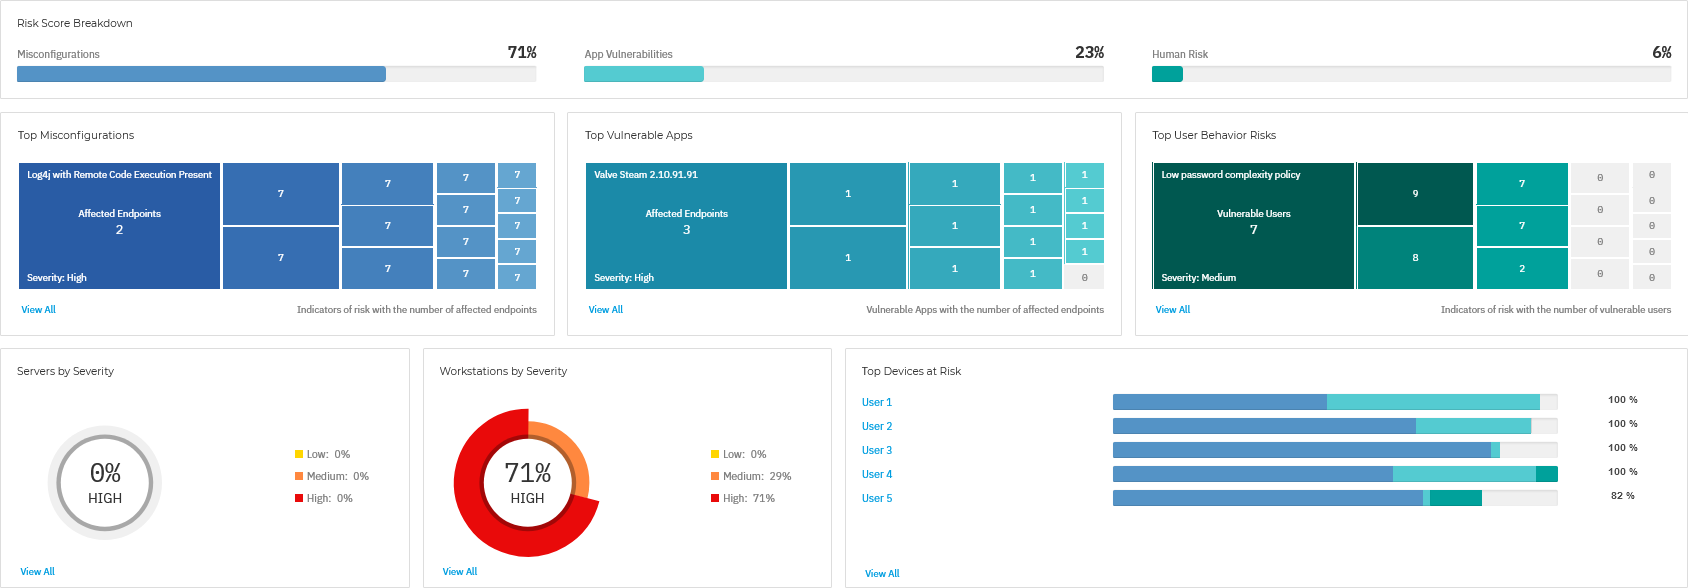 Risk Score Breakdown
Misconfigurations 71%
App Vulnerabilities 23%
Human Risk 6%
Top Misconfigurations
Log4j with Remote Code Execution Present
Affected Endpoints
2
Severity: High
7
7
7
7
7
7
7
7
7
7
7
7
7
7
View All
Indicators of risk with the number of affected endpoints
Top Vulnerable Apps
Valve Steam 2.10.91.91
Affected Endpoints
3
Severity: High
1
1
1
1
1
1
1
1
1
1
1
1
1
0
View All
Vulnerable Apps with the number of affected endpoints
Top User Behavior Risks
Low password complexity policy
Vulnerable Users
7
Severity: Medium
9
8
7
7
2
0
0
0
0
0
0
0
0
0
View All
Indicators of risk with the number of vulnerable users
Servers by Severity
0%
HIGH
Low: 0%
Medium: 0%
High: 0%
View All
Workstations by Severity
71%
HIGH
Low: 0%
Medium: 29%
High: 71%
View All
Top Devices at Risk
User 1 100 %
User 2 100 %
User 3 100 %
User 4 100 %
User 5 82 %
View All